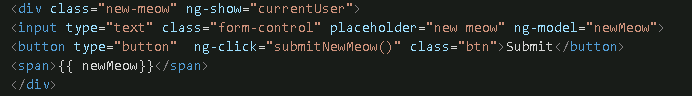 <div class="new-meow" ng-show="currentUser">
<input type="text" class="form-control" placeholder="new meow" ng-model="newMeow">
<button type="button"  ng-click="submitNewMeow()" class="btn">Submit</button>
<span>{{ newMeow}}</span>
</div>